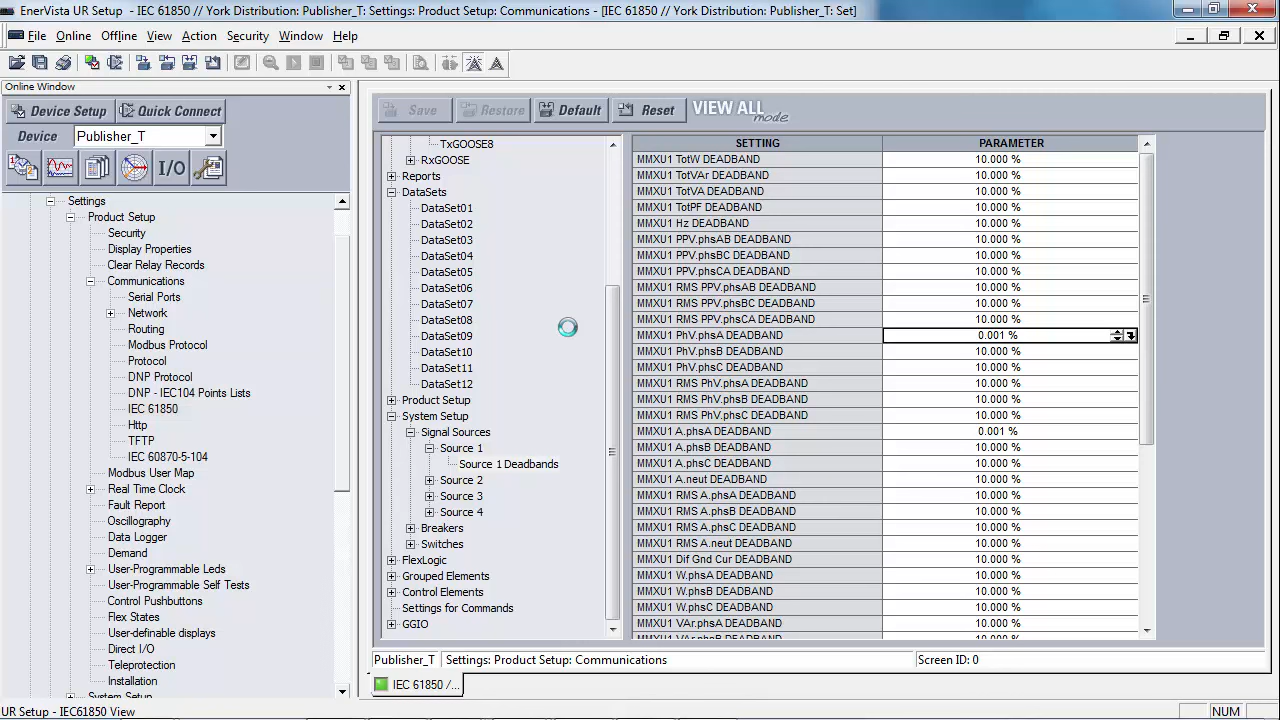 EnerVista UR Setup - IEC 61850 // York Distribution: Publisher_T: Settings: Product Setup: Communications - [IEC 61850 // York Distribution: Publisher_T: Set]
File Online Offline View Action Security Window Help
Online Window
Device Setup Quick Connect
Device Publisher_T
I/O
Settings
Product Setup
Security
Display Properties
Clear Relay Records
Communications
Serial Ports
Network
Routing
Modbus Protocol
Protocol
DNP Protocol
DNP - IEC104 Points Lists
IEC 61850
Http
TFTP
IEC 60870-5-104
Modbus User Map
Real Time Clock
Fault Report
Oscillography
Data Logger
Demand
User-Programmable Leds
User-Programmable Self Tests
Control Pushbuttons
Flex States
User-definable displays
Direct I/O
Teleprotection
Installation
System Setup
Save Restore Default Reset VIEW ALL mode
TxGOOSE8
RxGOOSE
Reports
DataSets
DataSet01
DataSet02
DataSet03
DataSet04
DataSet05
DataSet06
DataSet07
DataSet08
DataSet09
DataSet10
DataSet11
DataSet12
Product Setup
System Setup
Signal Sources
Source 1
Source 1 Deadbands
Source 2
Source 3
Source 4
Breakers
Switches
FlexLogic
Grouped Elements
Control Elements
Settings for Commands
GGIO
SETTING PARAMETER
MMXU1 TotW DEADBAND 10.000 %
MMXU1 TotVAr DEADBAND 10.000 %
MMXU1 TotVA DEADBAND 10.000 %
MMXU1 TotPF DEADBAND 10.000 %
MMXU1 Hz DEADBAND 10.000 %
MMXU1 PPV.phsAB DEADBAND 10.000 %
MMXU1 PPV.phsBC DEADBAND 10.000 %
MMXU1 PPV.phsCA DEADBAND 10.000 %
MMXU1 RMS PPV.phsAB DEADBAND 10.000 %
MMXU1 RMS PPV.phsBC DEADBAND 10.000 %
MMXU1 RMS PPV.phsCA DEADBAND 10.000 %
MMXU1 PhV.phsA DEADBAND 0.001 %
MMXU1 PhV.phsB DEADBAND 10.000 %
MMXU1 PhV.phsC DEADBAND 10.000 %
MMXU1 RMS PhV.phsA DEADBAND 10.000 %
MMXU1 RMS PhV.phsB DEADBAND 10.000 %
MMXU1 RMS PhV.phsC DEADBAND 10.000 %
MMXU1 A.phsA DEADBAND 0.001 %
MMXU1 A.phsB DEADBAND 10.000 %
MMXU1 A.phsC DEADBAND 10.000 %
MMXU1 A.neut DEADBAND 10.000 %
MMXU1 RMS A.phsA DEADBAND 10.000 %
MMXU1 RMS A.phsB DEADBAND 10.000 %
MMXU1 RMS A.phsC DEADBAND 10.000 %
MMXU1 RMS A.neut DEADBAND 10.000 %
MMXU1 Dif Gnd Cur DEADBAND 10.000 %
MMXU1 W.phsA DEADBAND 10.000 %
MMXU1 W.phsB DEADBAND 10.000 %
MMXU1 W.phsC DEADBAND 10.000 %
MMXU1 VAr.phsA DEADBAND 10.000 %
MMXU1 VAr.phsB DEADBAND 10.000 %
Publisher_T Settings: Product Setup: Communications Screen ID: 0
IEC 61850 /...
UR Setup - IEC61850 View NUM